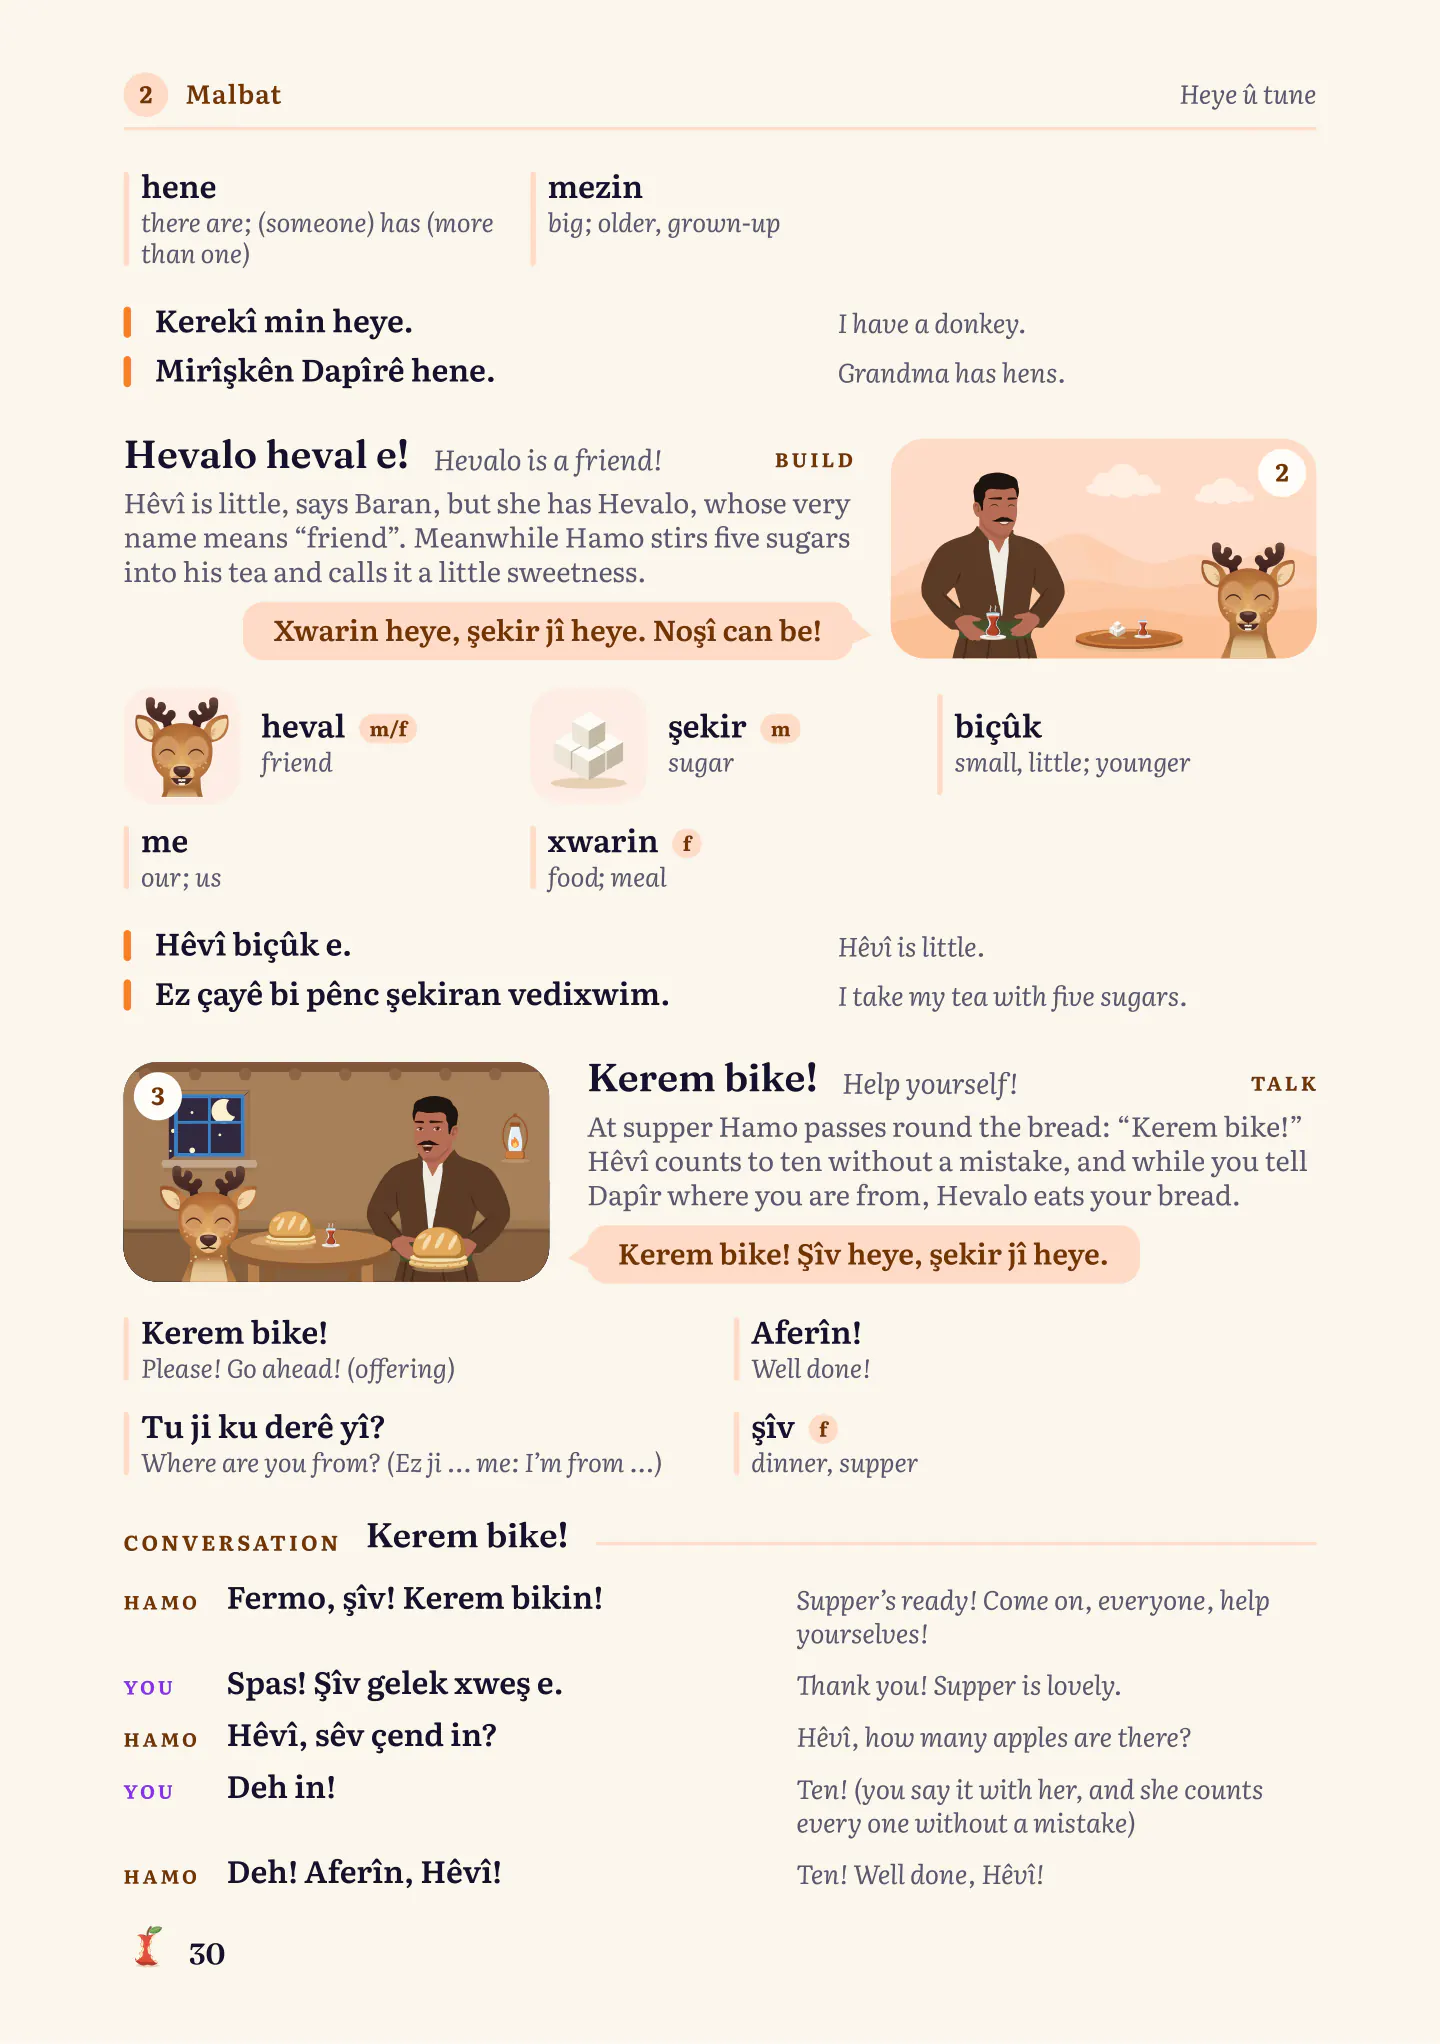 2 Malbat Heye û tune
hene
there are; (someone) has (more
than one)
mezin
big; older, grown-up
Kerekî min heye. I have a donkey.
Mirîşkên Dapîrê hene. Grandma has hens.
Hevalo heval e! Hevalo is a friend! BUILD
Hêvî is little, says Baran, but she has Hevalo, whose very
name means “friend”. Meanwhile Hamo stirs five sugars
into his tea and calls it a little sweetness.
Xwarin heye, şekir jî heye. Noşî can be!
2
heval m/f
friend
şekir m
sugar
biçûk
small, little; younger
me
our; us
xwarin f
food; meal
Hêvî biçûk e. Hêvî is little.
Ez çayê bi pênc şekiran vedixwim. I take my tea with five sugars.
3
Kerem bike! Help yourself! TALK
At supper Hamo passes round the bread: “Kerem bike!”
Hêvî counts to ten without a mistake, and while you tell
Dapîr where you are from, Hevalo eats your bread.
Kerem bike! Şîv heye, şekir jî heye.
Kerem bike!
Please! Go ahead! (offering)
Aferîn!
Well done!
Tu ji ku derê yî?
Where are you from? (Ez ji … me: I’m from …)
şîv f
dinner, supper
CONVERSATION Kerem bike!
HAMO Fermo, şîv! Kerem bikin! Supper’s ready! Come on, everyone, help
yourselves!
YOU Spas! Şîv gelek xweş e. Thank you! Supper is lovely.
HAMO Hêvî, sêv çend in? Hêvî, how many apples are there?
YOU Deh in! Ten! (you say it with her, and she counts
every one without a mistake)
HAMO Deh! Aferîn, Hêvî! Ten! Well done, Hêvî!
30